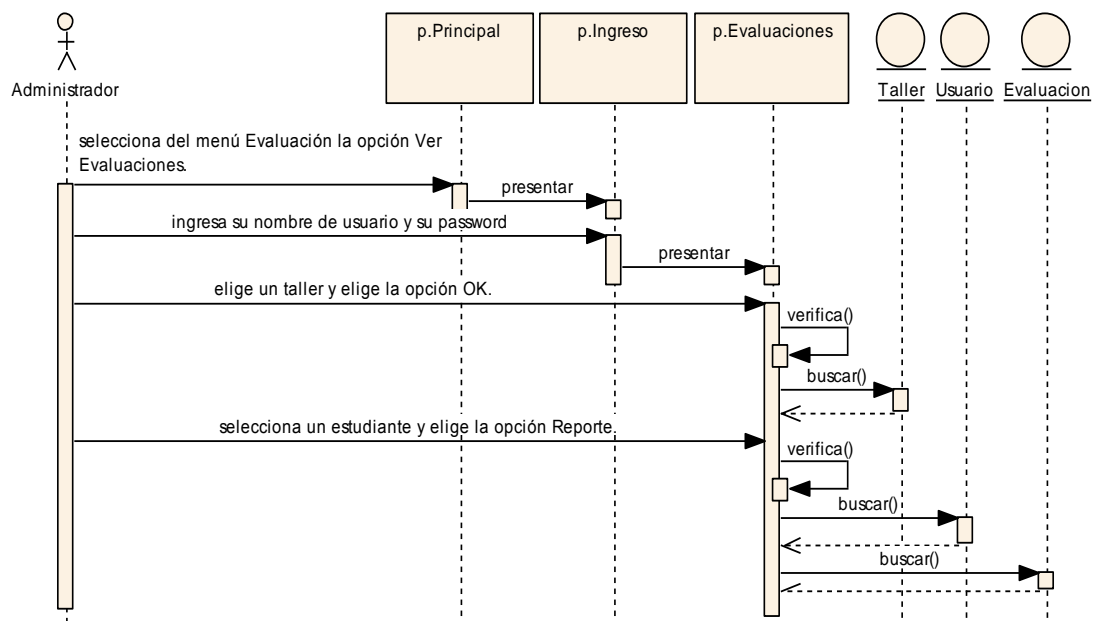 p.Principal
p.Ingreso
p.Evaluaciones
Administrador
Taller
Usuario
Evaluacion
selecciona del menú Evaluación la opción Ver
Evaluaciones.
presentar
ingresa su nombre de usuario y su password
presentar
elige un taller y elige la opción OK.
verifica()
buscar()
selecciona un estudiante y elige la opción Reporte.
verifica()
buscar()
buscar()